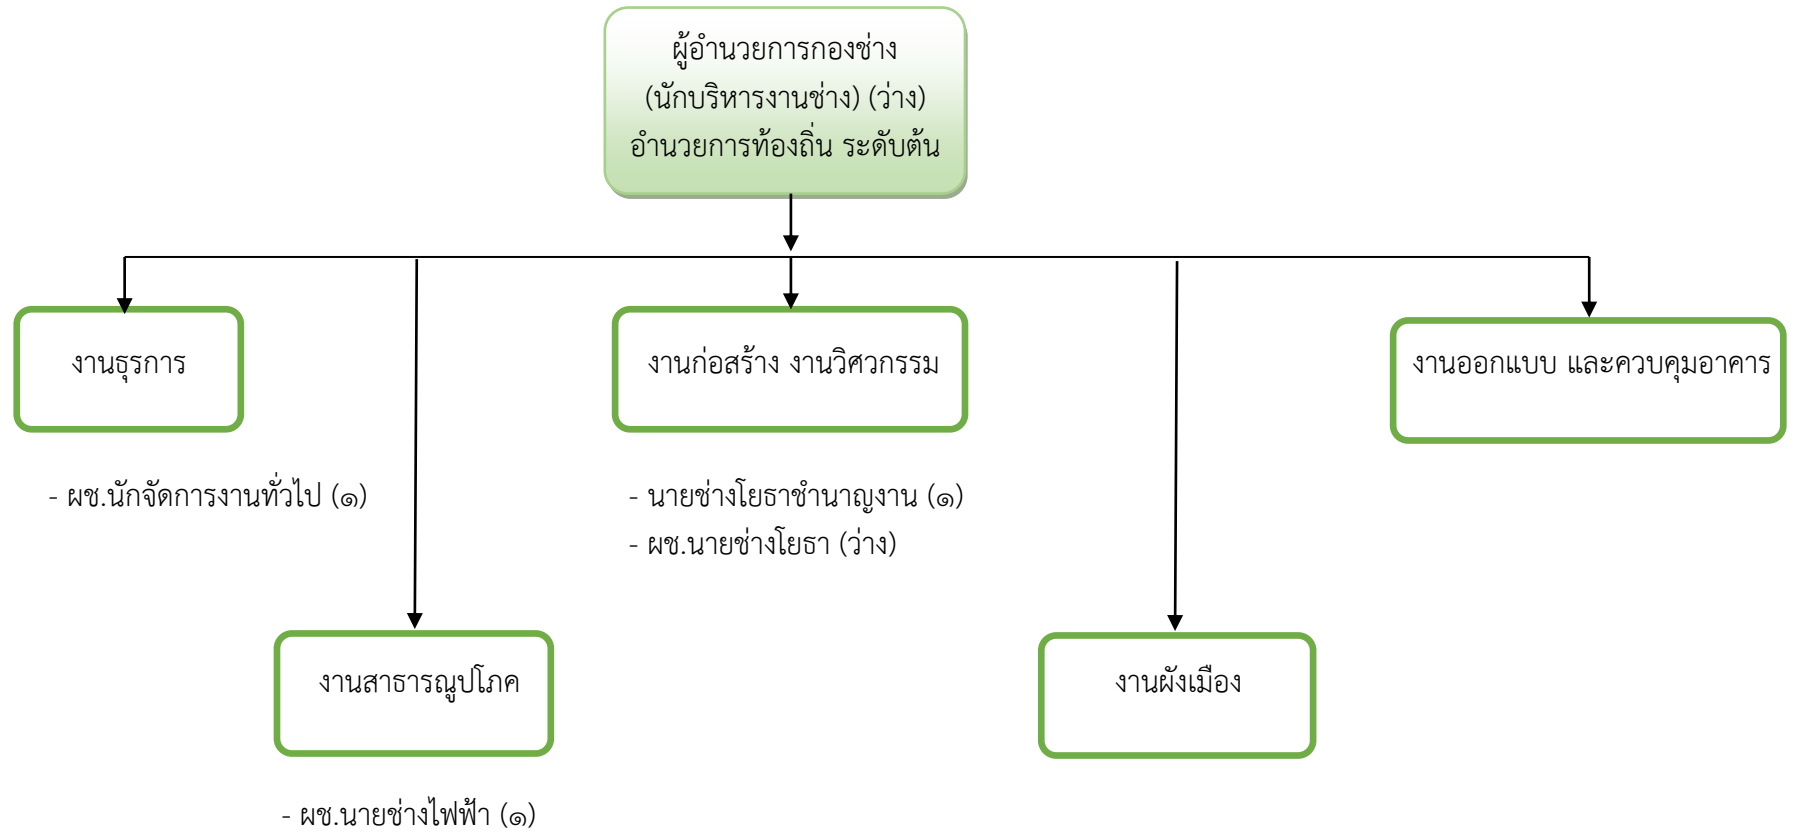 ผู้อำนวยการกองช่าง
(นักบริหารงานช่าง) (ว่าง)
อำนวยการท้องถิ่น ระดับต้น
งานธุรการ
- ผช.นักจัดการงานทั่วไป (๑)
งานก่อสร้าง งานวิศวกรรม
- นายช่างโยธาชำนาญงาน (๑)
- ผช.นายช่างโยธา (ว่าง)
งานออกแบบ และควบคุมอาคาร
งานสาธารณูปโภค
- ผช.นายช่างไฟฟ้า (๑)
งานผังเมือง